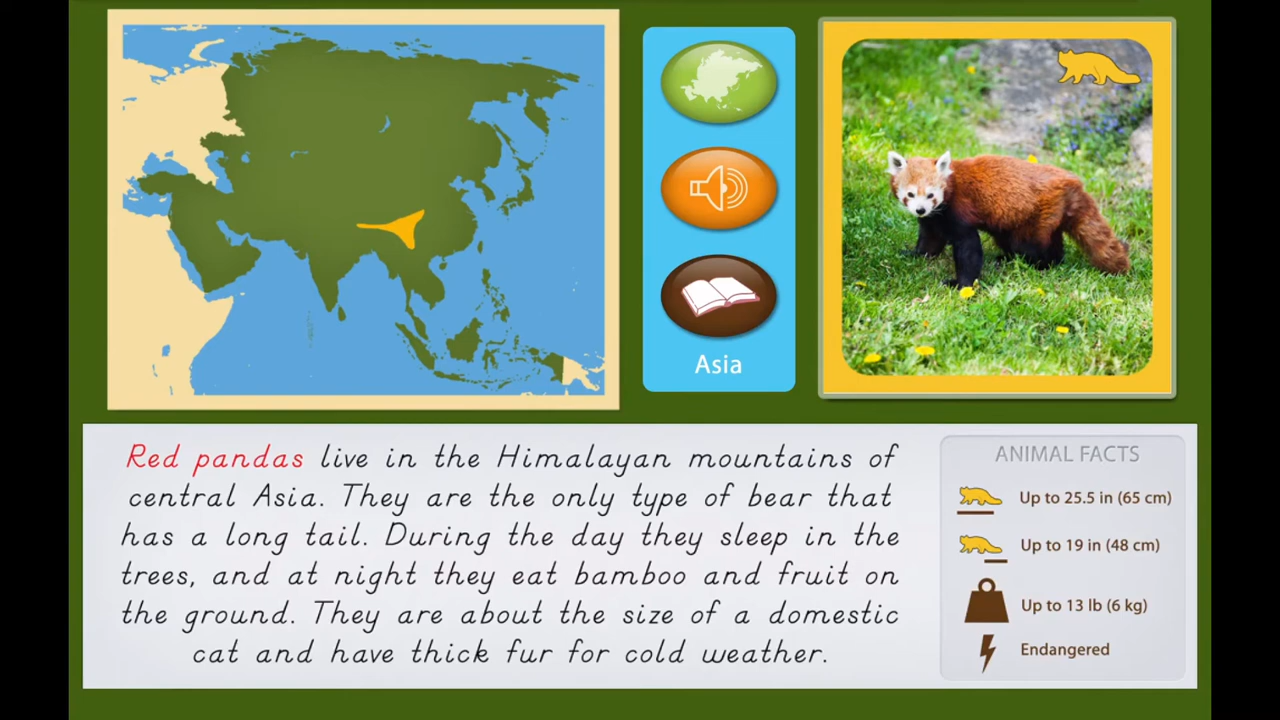 Asia
Red pandas live in the Himalayan mountains of
central Asia. They are the only type of bear that
has a long tail. During the day they sleep in the
trees, and at night they eat bamboo and fruit on
the ground. They are about the size of a domestic
cat and have thick fur for cold weather.
ANIMAL FACTS
Up to 25.5 in (65 cm)
Up to 19 in (48 cm)
Up to 13 lb (6 kg)
Endangered